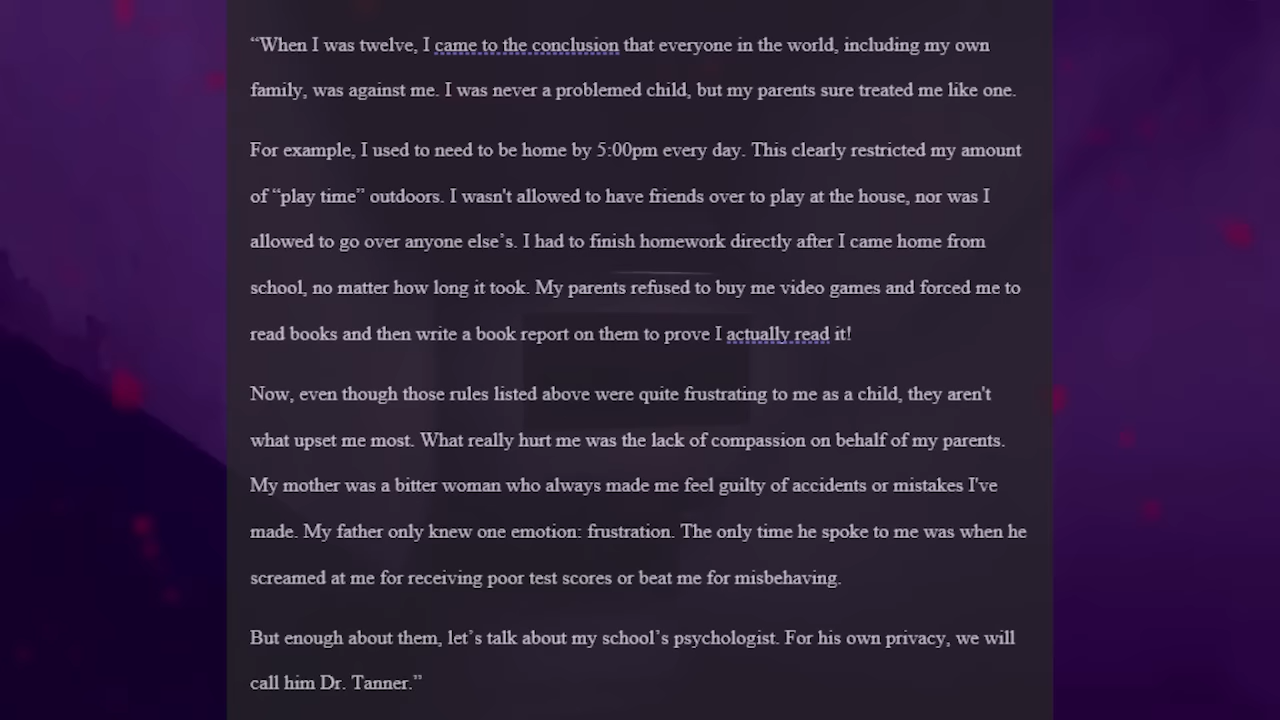 “When I was twelve, I came to the conclusion that everyone in the world, including my own
family, was against me. I was never a problemed child, but my parents sure treated me like one.
For example, I used to need to be home by 5:00pm every day. This clearly restricted my amount
of “play time” outdoors. I wasn't allowed to have friends over to play at the house, nor was I
allowed to go over anyone else’s. I had to finish homework directly after I came home from
school, no matter how long it took. My parents refused to buy me video games and forced me to
read books and then write a book report on them to prove I actually read it!
Now, even though those rules listed above were quite frustrating to me as a child, they aren't
what upset me most. What really hurt me was the lack of compassion on behalf of my parents.
My mother was a bitter woman who always made me feel guilty of accidents or mistakes I've
made. My father only knew one emotion: frustration. The only time he spoke to me was when he
screamed at me for receiving poor test scores or beat me for misbehaving.
But enough about them, let’s talk about my school’s psychologist. For his own privacy, we will
call him Dr. Tanner.”